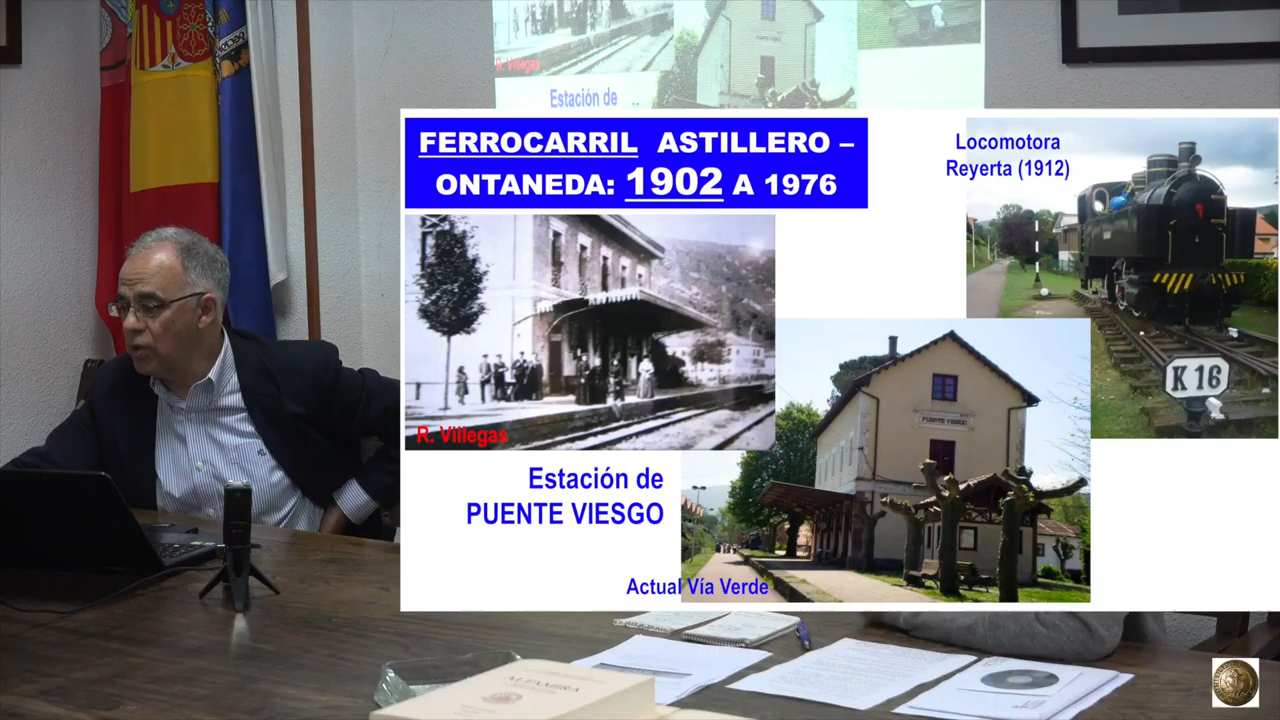 R. Villegas
Estación de
FERROCARRIL ASTILLERO –
ONTANEDA: 1902 A 1976
Locomotora
Reyerta (1912)
K 16
PUENTE VIESGO
R. Villegas
Estación de
PUENTE VIESGO
Actual Vía Verde
ALTAMIRA